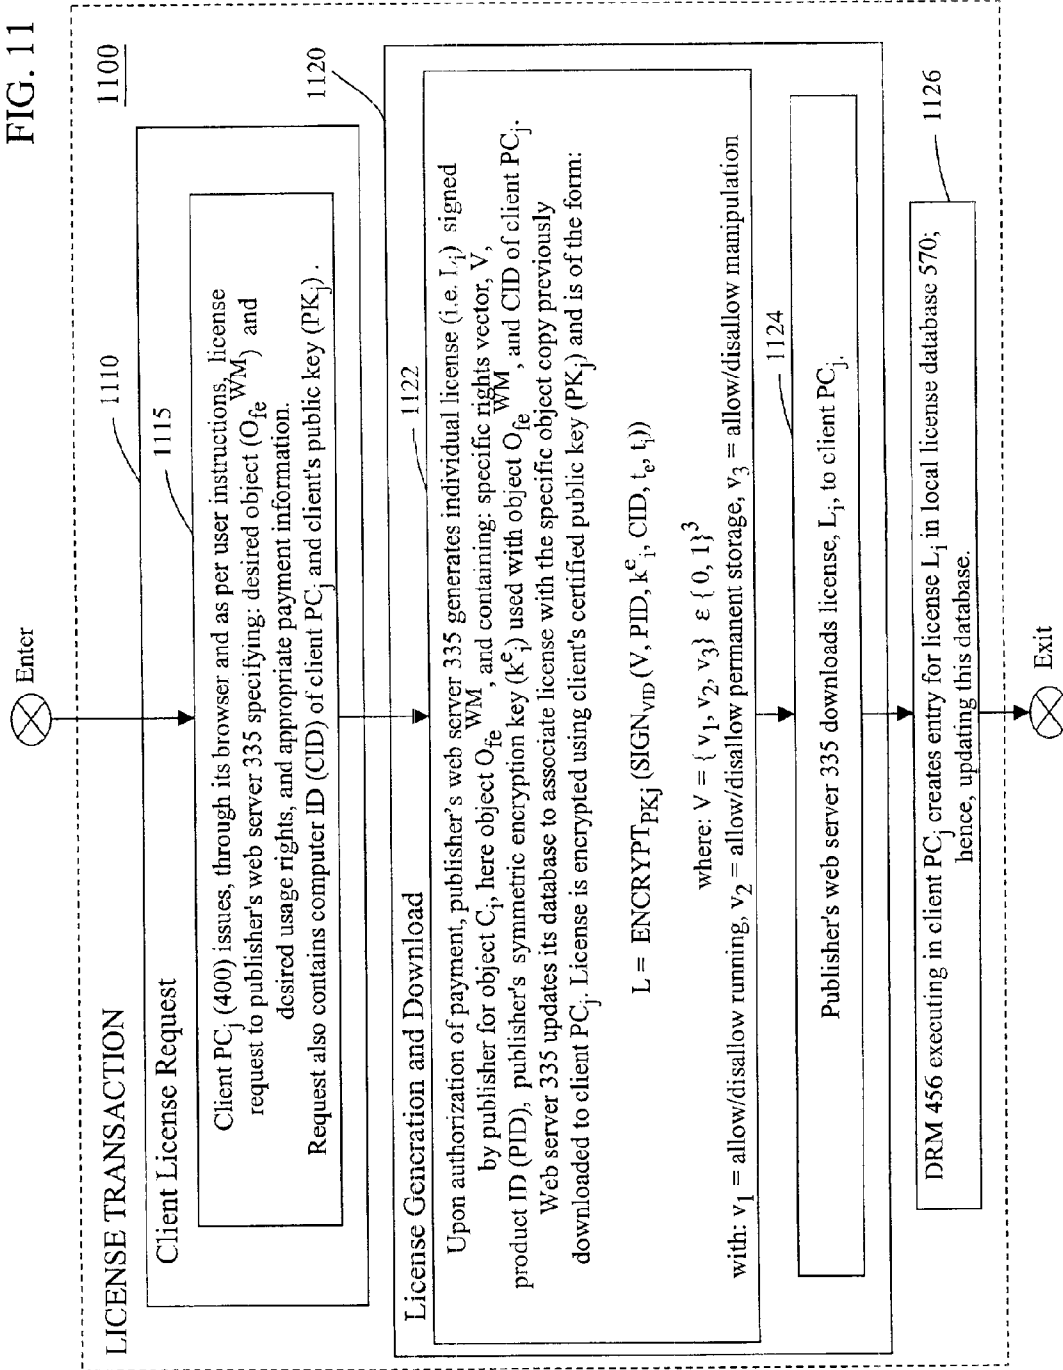 FIG. 11
Enter
LICENSE TRANSACTION
1100
1110
Client License Request
1115
Client PCj (400) issues, through its browser and as per user instructions, license
request to publisher's web server 335 specifying: desired object (OfeWM) and
desired usage rights, and appropriate payment information.
Request also contains computer ID (CID) of client PCj and client's public key (PKj) .
1120
License Generation and Download
1122
Upon authorization of payment, publisher's web server 335 generates individual license (i.e. Li) signed
by publisher for object Ci, here object OfeWM, and containing: specific rights vector, V,
product ID (PID), publisher's symmetric encryption key (kei) used with object OfeWM, and CID of client PCj.
Web server 335 updates its database to associate license with the specific object copy previously
downloaded to client PCj. License is encrypted using client's certified public key (PKj) and is of the form:
L = ENCRYPTPKj (SIGNVID (V, PID, kei, CID, te, ti))
where: V = { v1, v2, v3} ε { 0, 1}3
with: v1 = allow/disallow running, v2 = allow/disallow permanent storage, v3 = allow/disallow manipulation
1124
Publisher's web server 335 downloads license, Li, to client PCj.
1126
DRM 456 executing in client PCj creates entry for license Li in local license database 570;
hence, updating this database.
Exit